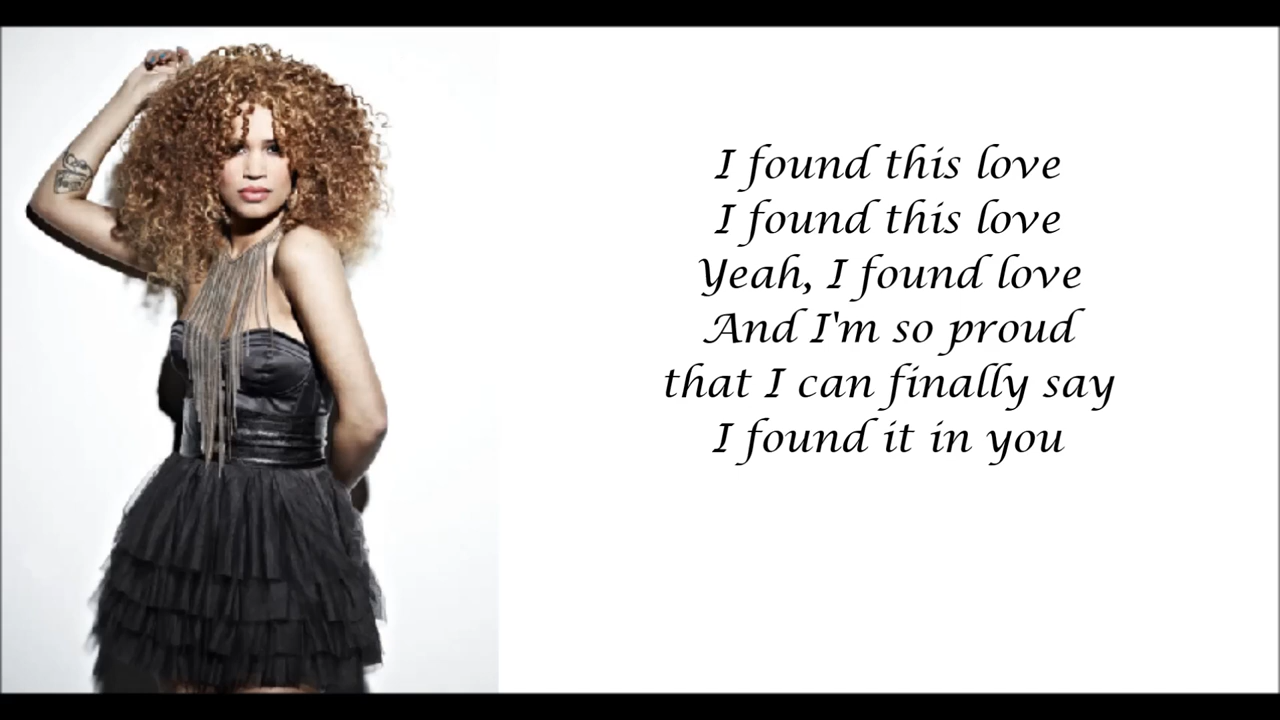 I found this love
I found this love
Yeah, I found love
And I'm so proud
that I can finally say
I found it in you